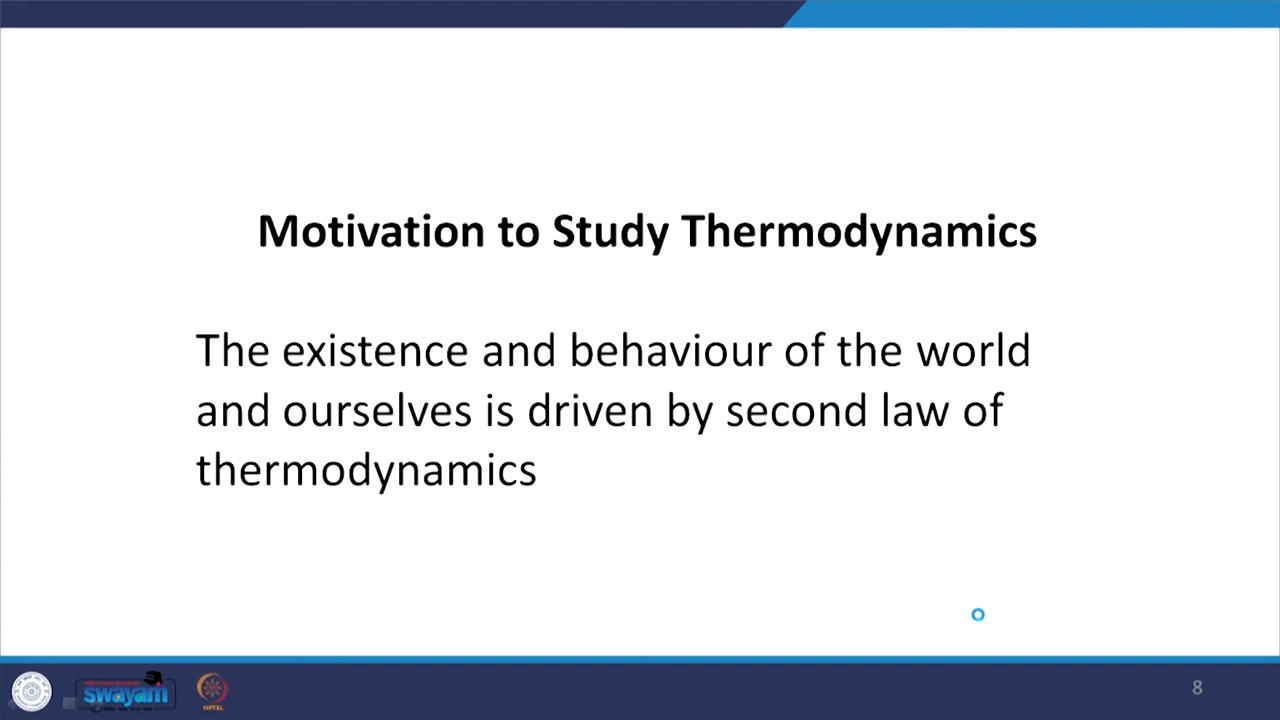 Motivation to Study Thermodynamics
The existence and behaviour of the world
and ourselves is driven by second law of
thermodynamics
swayam
NPTEL
8